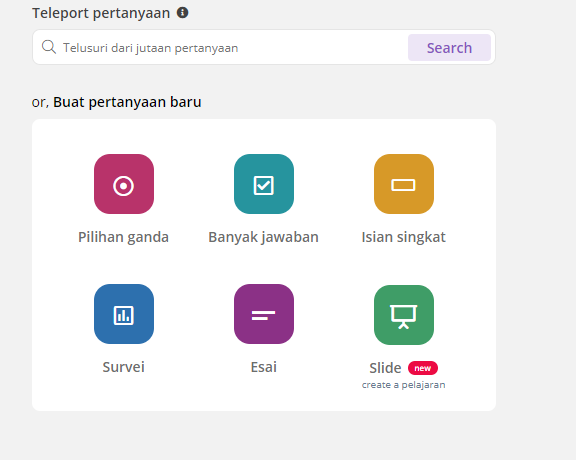 Teleport pertanyaan
Telusuri dari jutaan pertanyaan
Search
or, Buat pertanyaan baru
Pilihan ganda
Banyak jawaban
Isian singkat
Survei
Esai
Slide new
create a pelajaran